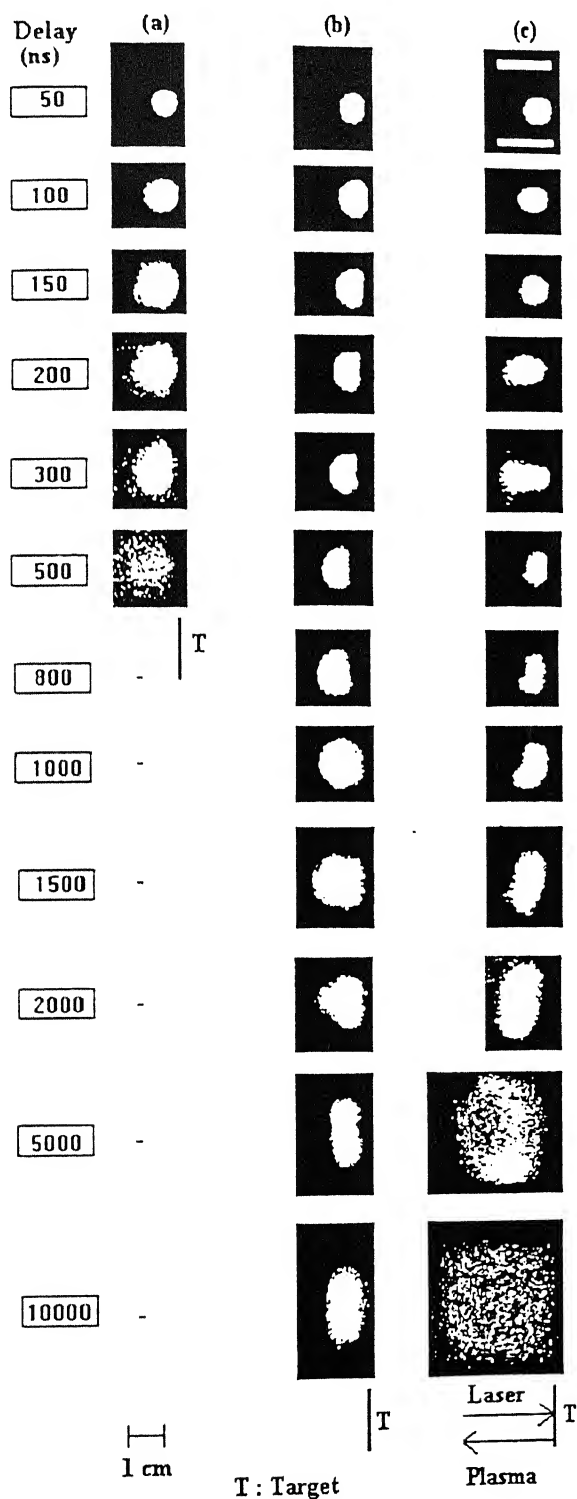 Delay (a) (b) (c)
(ns)
50
100
150
200
300
500
T
800 -
1000 -
1500 -
2000 -
5000 -
10000 -
T
Laser T
1 cm
Plasma
T : Target